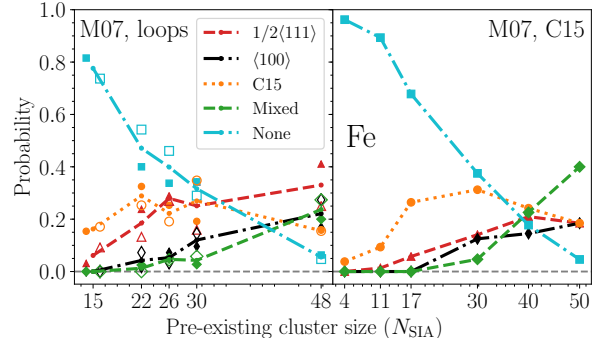 M07, loops
M07, C15
1/2⟨111⟩
⟨100⟩
C15
Mixed
None
Fe
Probability
1.0
0.8
0.6
0.4
0.2
0.0
15 22 26 30 48
4 11 17 30 40 50
Pre-existing cluster size (N_SIA)